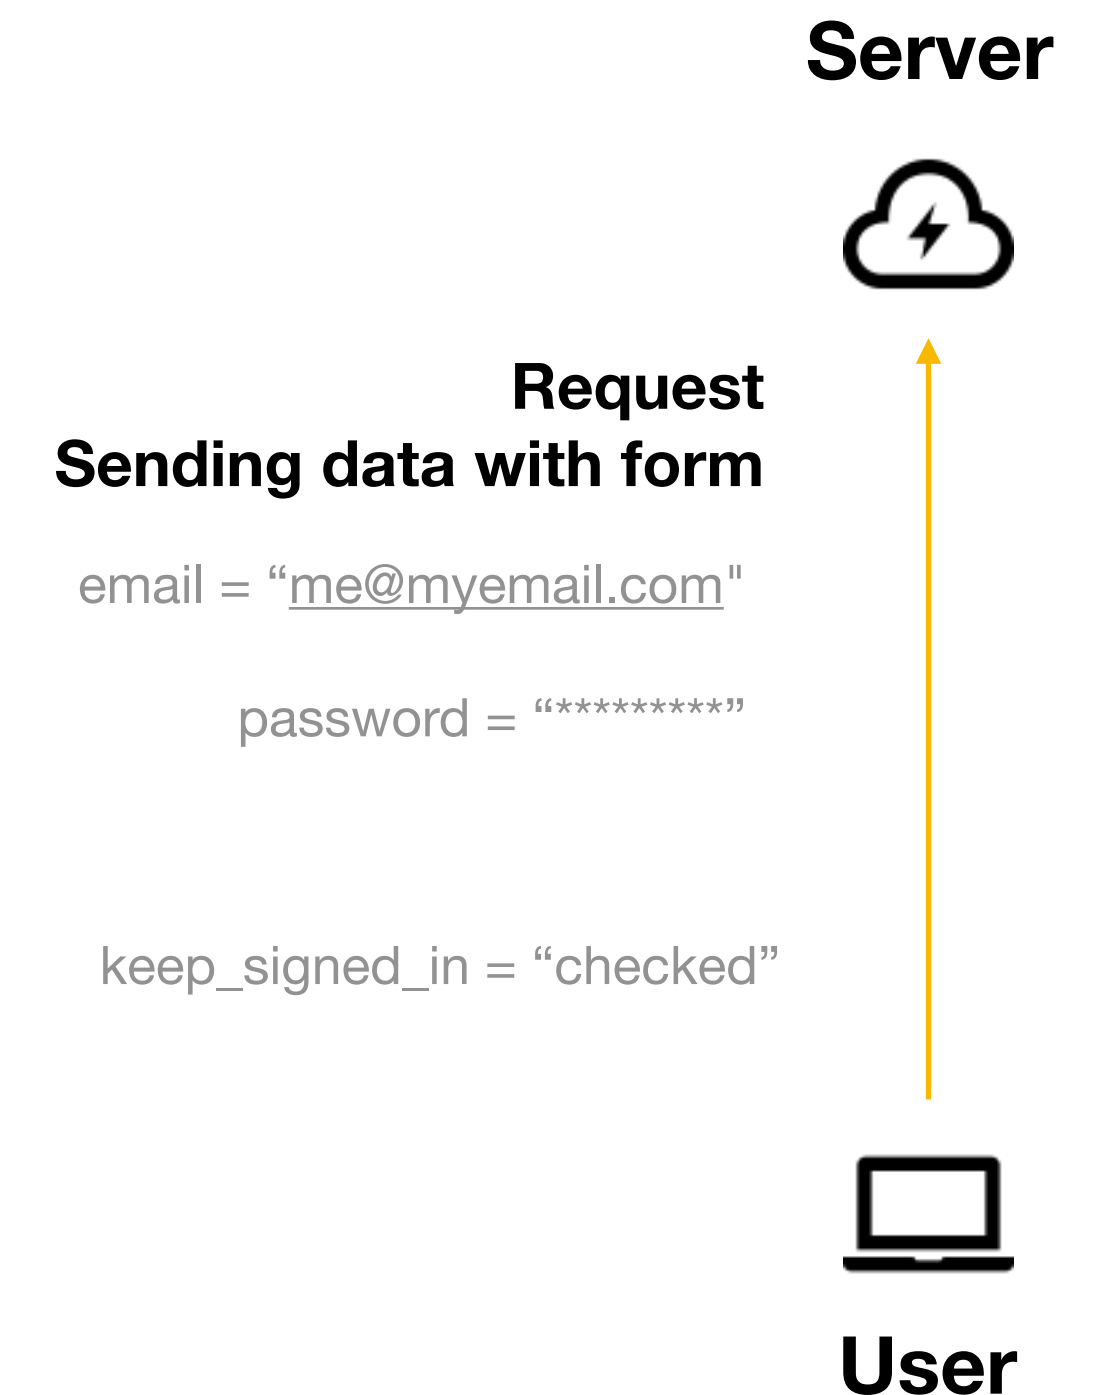 Server
Request
Sending data with form
email = “me@myemail.com"
password = “*********”
keep_signed_in = “checked”
User